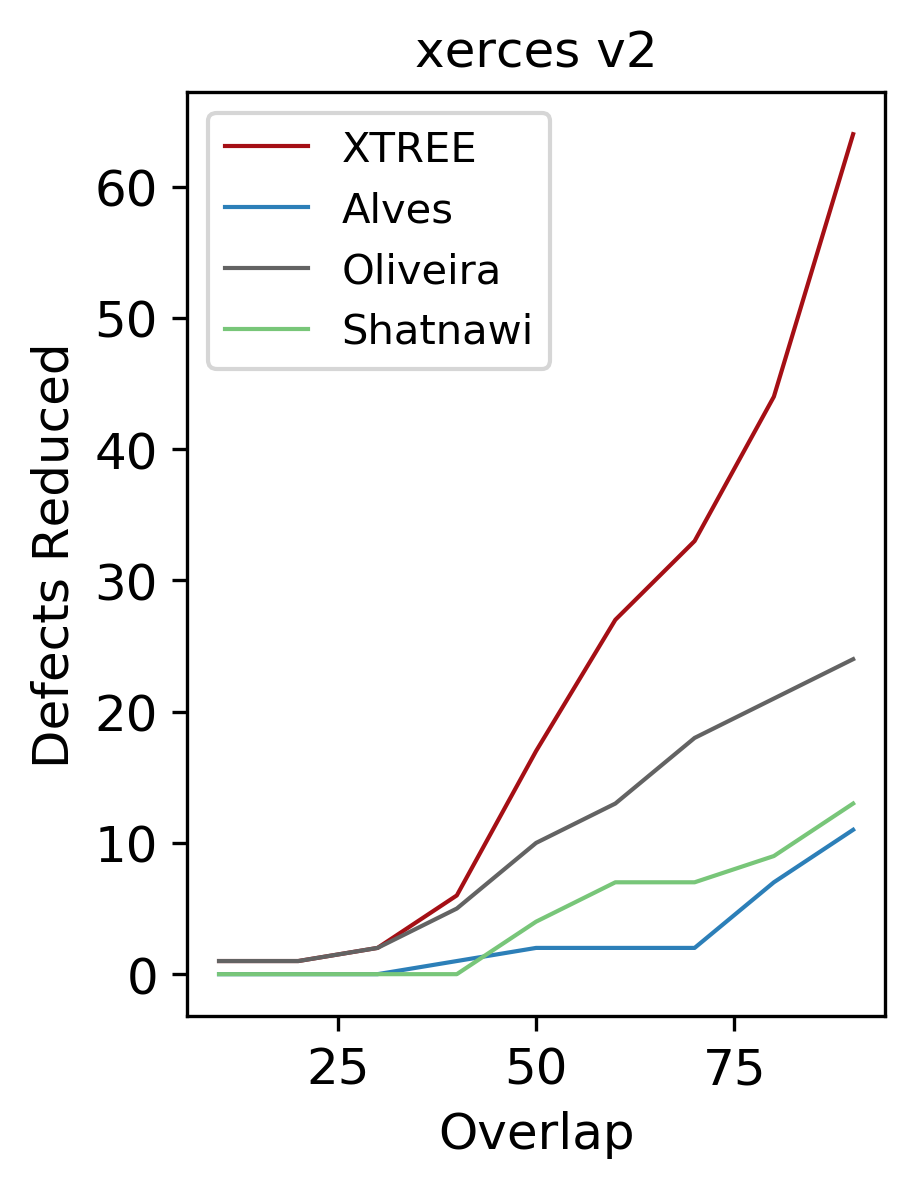 xerces v2
XTREE
Alves
Oliveira
Shatnawi
60
50
40
30
20
10
0
Defects Reduced
25 50 75
Overlap